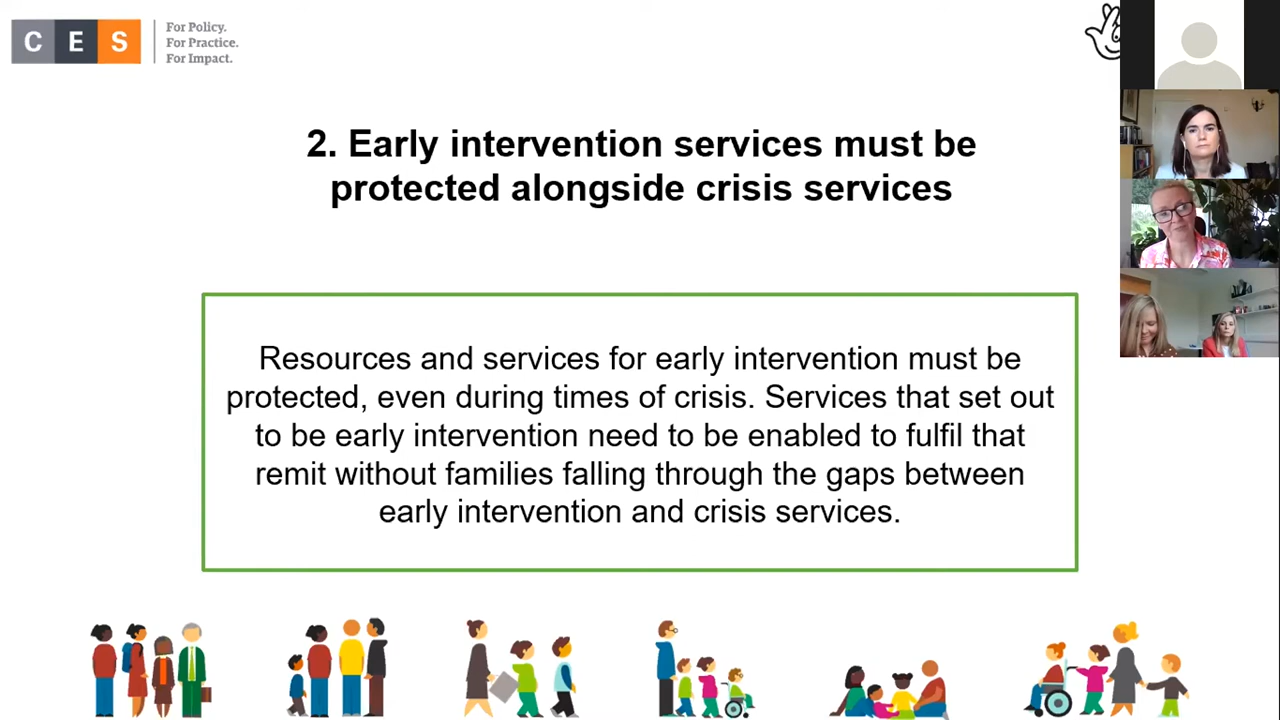 C E S
For Policy.
For Practice.
For Impact.
2. Early intervention services must be
protected alongside crisis services
Resources and services for early intervention must be
protected, even during times of crisis. Services that set out
to be early intervention need to be enabled to fulfil that
remit without families falling through the gaps between
early intervention and crisis services.